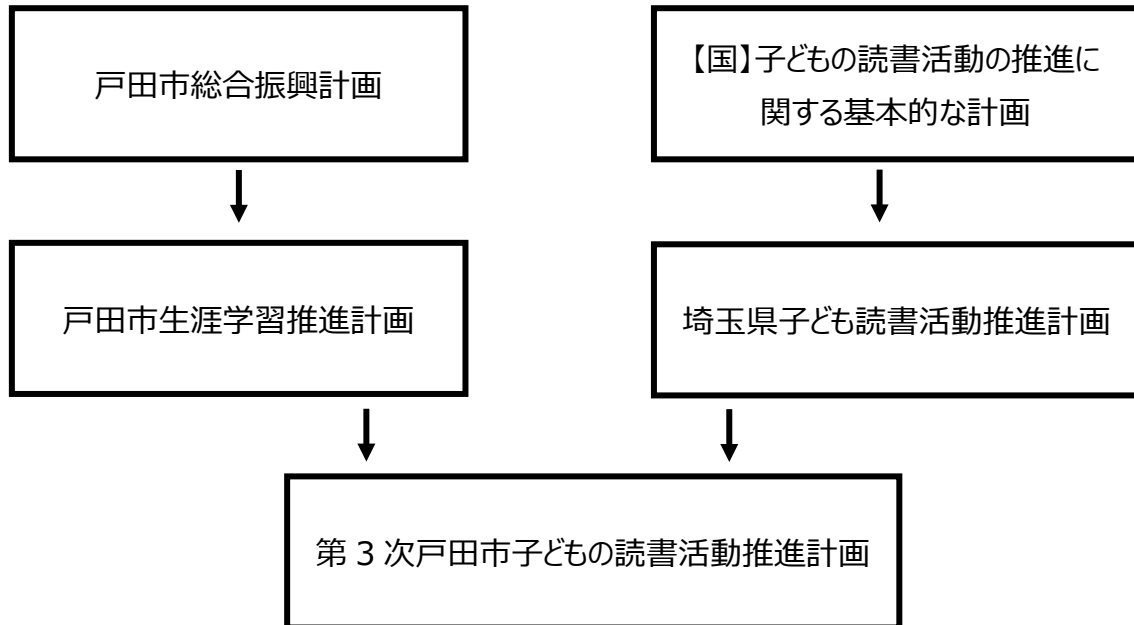 戸田市総合振興計画
【国】子どもの読書活動の推進に
関する基本的な計画
戸田市生涯学習推進計画
埼玉県子ども読書活動推進計画
第3次戸田市子どもの読書活動推進計画